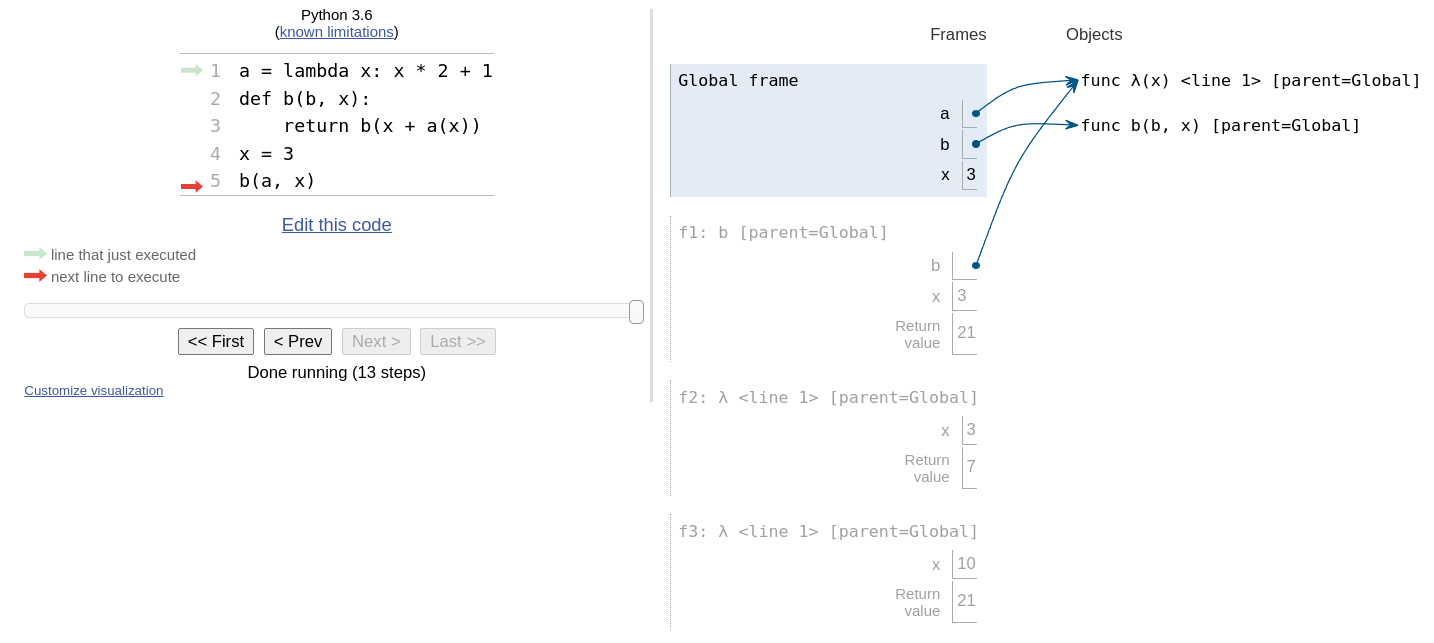 Python 3.6
(known limitations)
1 a = lambda x: x * 2 + 1
2 def b(b, x):
3     return b(x + a(x))
4 x = 3
5 b(a, x)
Edit this code
line that just executed
next line to execute
<< First < Prev Next > Last >>
Done running (13 steps)
Customize visualization
Frames Objects
Global frame
a
b
x 3
func λ(x) <line 1> [parent=Global]
func b(b, x) [parent=Global]
f1: b [parent=Global]
b
x 3
Return
value 21
f2: λ <line 1> [parent=Global]
x 3
Return
value 7
f3: λ <line 1> [parent=Global]
x 10
Return
value 21